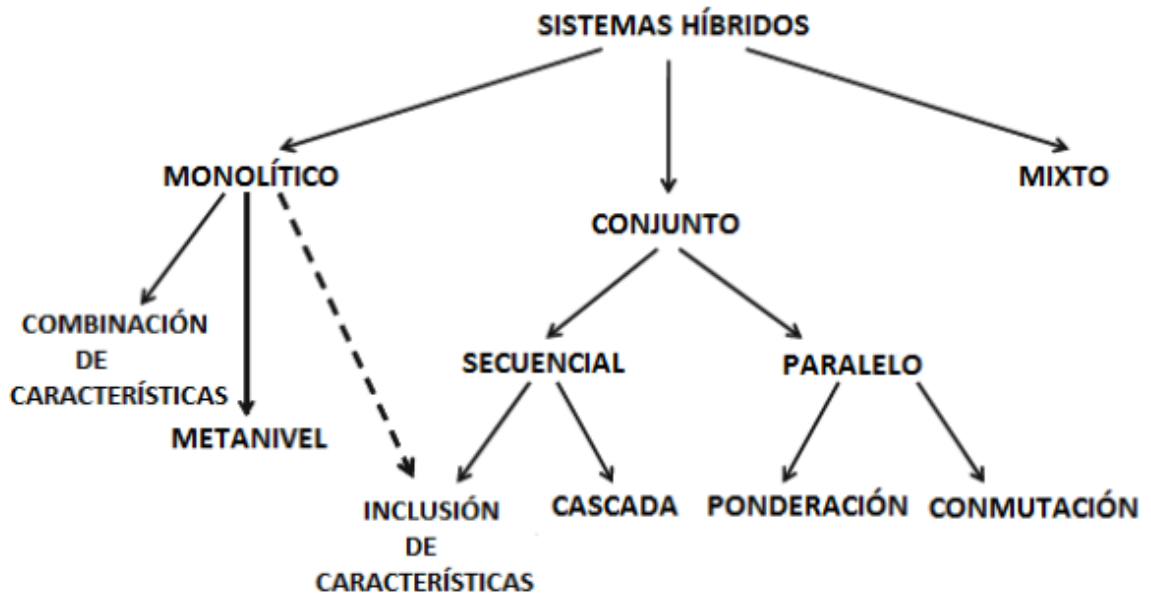 SISTEMAS HÍBRIDOS
MONOLÍTICO
MIXTO
CONJUNTO
COMBINACIÓN
DE
CARACTERÍSTICAS
SECUENCIAL
PARALELO
METANIVEL
INCLUSIÓN
DE
CARACTERÍSTICAS
CASCADA
PONDERACIÓN
CONMUTACIÓN